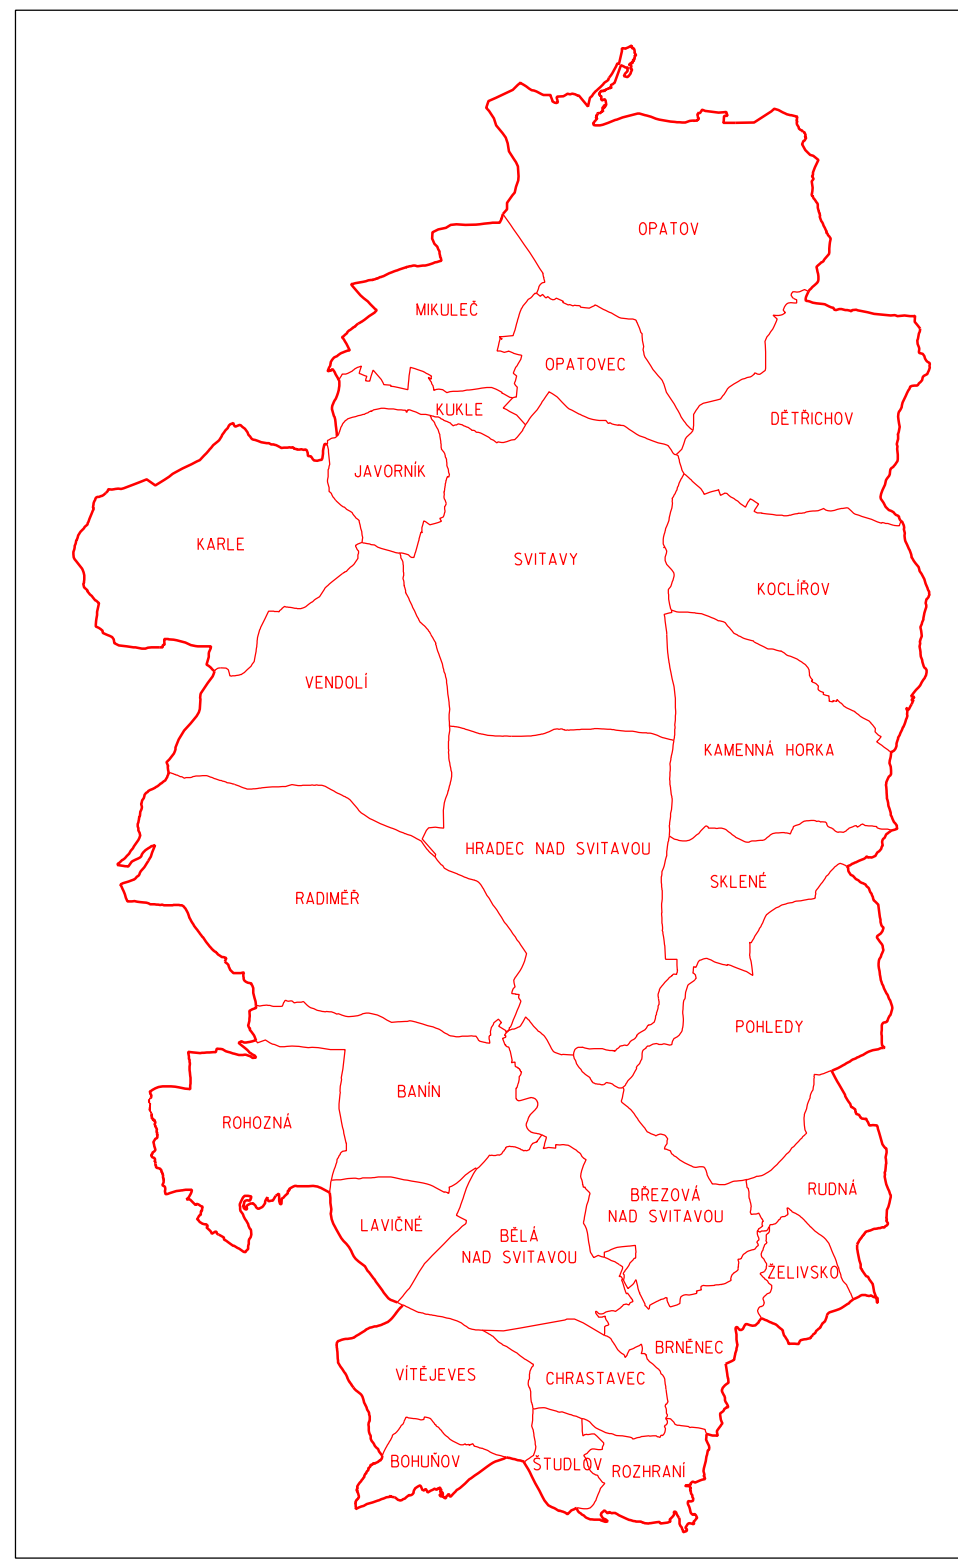 OPATOV
MIKULEČ
OPATOVEC
KUKLE
DĚTŘICHOV
JAVORNÍK
KARLE
SVITAVY
KOCLÍŘOV
VENDOLÍ
KAMENNÁ HORKA
HRADEC NAD SVITAVOU
SKLENÉ
RADIMĚŘ
POHLEDY
BANÍN
ROHOZNÁ
RUDNÁ
BŘEZOVÁ
NAD SVITAVOU
LAVIČNÉ
BĚLÁ
NAD SVITAVOU
ŽELIVSKO
BRNĚNEC
VÍTĚJEVES
CHRASTAVEC
BOHUŇOV
ŠTUDLOV
ROZHRANÍ